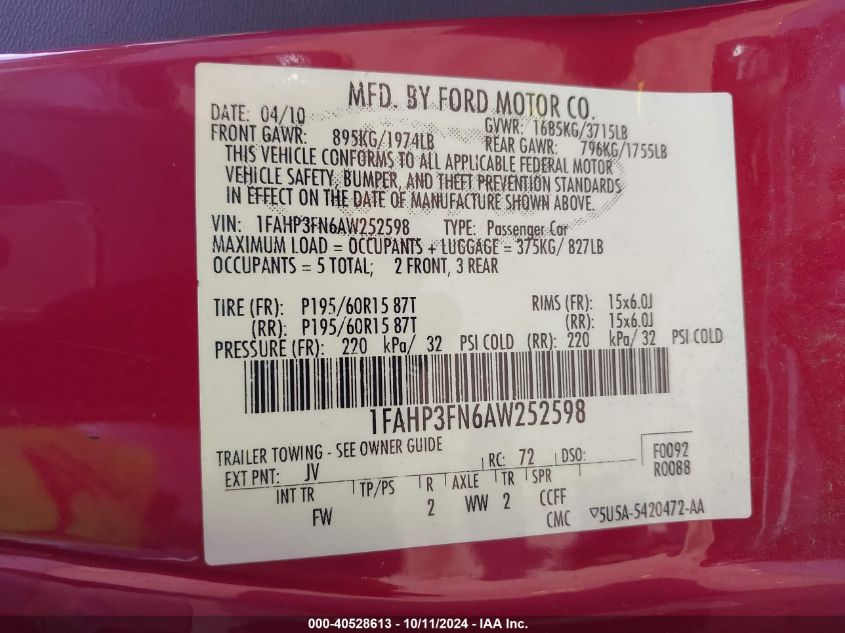 MFD. BY FORD MOTOR CO.
DATE: 04/10 GVWR: 1685KG/3715LB
FRONT GAWR: 895KG/1974LB REAR GAWR: 796KG/1755LB
THIS VEHICLE CONFORMS TO ALL APPLICABLE FEDERAL MOTOR
VEHICLE SAFETY, BUMPER, AND THEFT PREVENTION STANDARDS
IN EFFECT ON THE DATE OF MANUFACTURE SHOWN ABOVE.
VIN: 1FAHP3FN6AW252598 TYPE: Passenger Car
MAXIMUM LOAD = OCCUPANTS + LUGGAGE = 375KG/ 827LB
OCCUPANTS = 5 TOTAL; 2 FRONT, 3 REAR
TIRE (FR): P195/60R15 87T RIMS (FR): 15x6.0J
(RR): P195/60R15 87T (RR): 15x6.0J
PRESSURE (FR): 220 kPa/ 32 PSI COLD (RR): 220 kPa/ 32 PSI COLD
1FAHP3FN6AW252598
TRAILER TOWING - SEE OWNER GUIDE
EXT PNT: JV RC: 72 DSO: F0092
R0088
INT TR TP/PS R AXLE TR SPR
FW 2 WW 2 CCFF
CMC ▽5U5A-5420472-AA
000-40528613 - 10/11/2024 - IAA Inc.